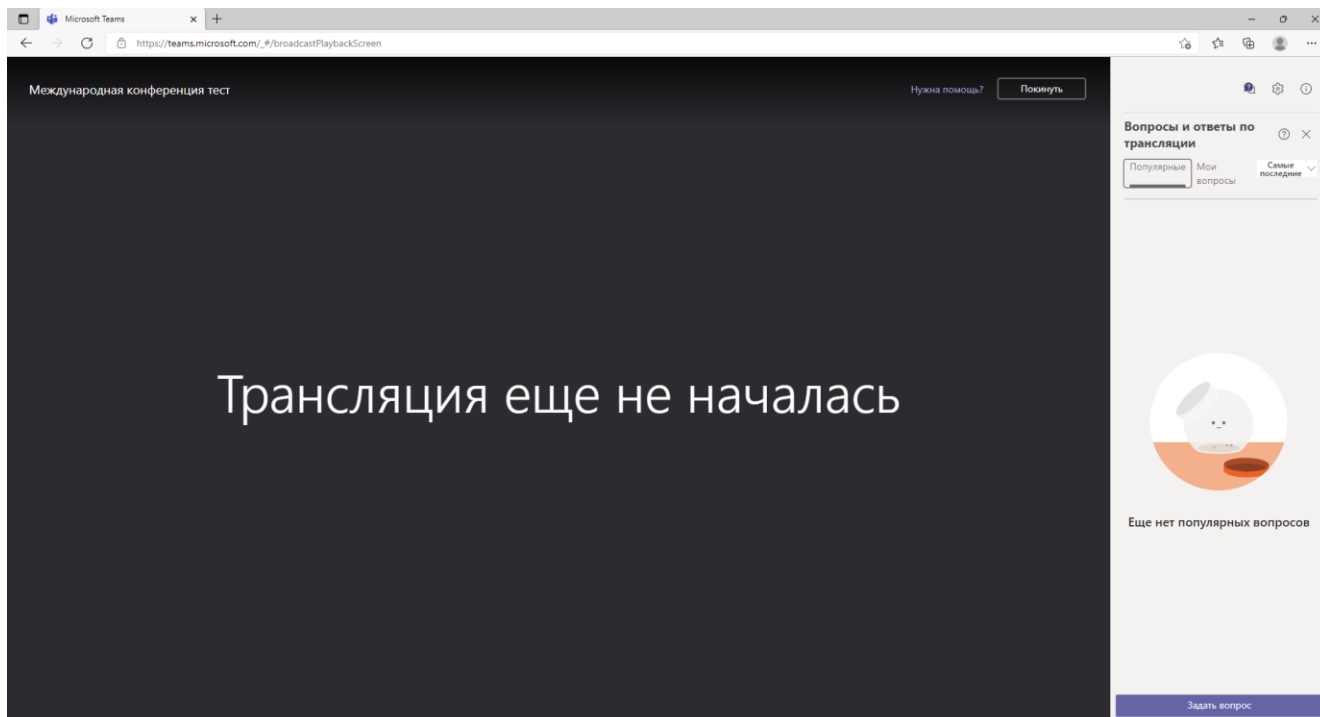 Microsoft Teams
https://teams.microsoft.com/_#/broadcastPlaybackScreen
Международная конференция тест
Нужна помощь?
Покинуть
Вопросы и ответы по
трансляции
Популярные
Мои
вопросы
Самые
последние
Трансляция еще не началась
Еще нет популярных вопросов
Задать вопрос